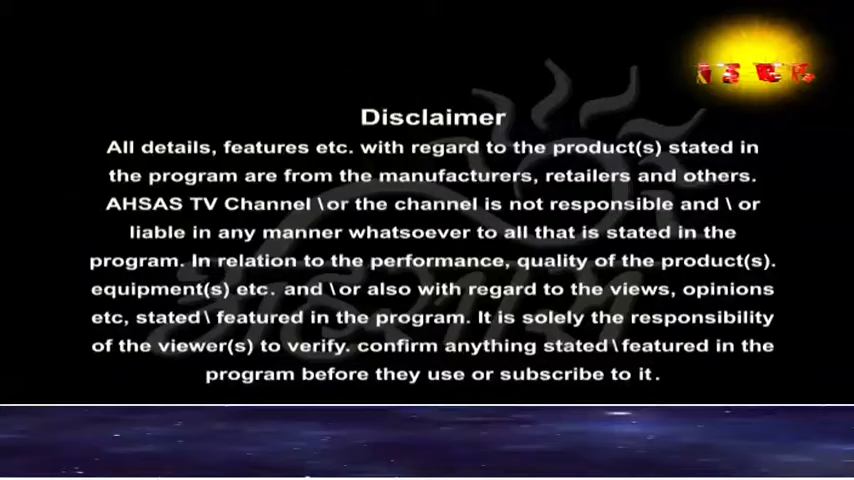 Disclaimer
All details, features etc. with regard to the product(s) stated in
the program are from the manufacturers, retailers and others.
AHSAS TV Channel \or the channel is not responsible and \ or
liable in any manner whatsoever to all that is stated in the
program. In relation to the performance, quality of the product(s).
equipment(s) etc. and \or also with regard to the views, opinions
etc, stated\ featured in the program. It is solely the responsibility
of the viewer(s) to verify. confirm anything stated\featured in the
program before they use or subscribe to it.